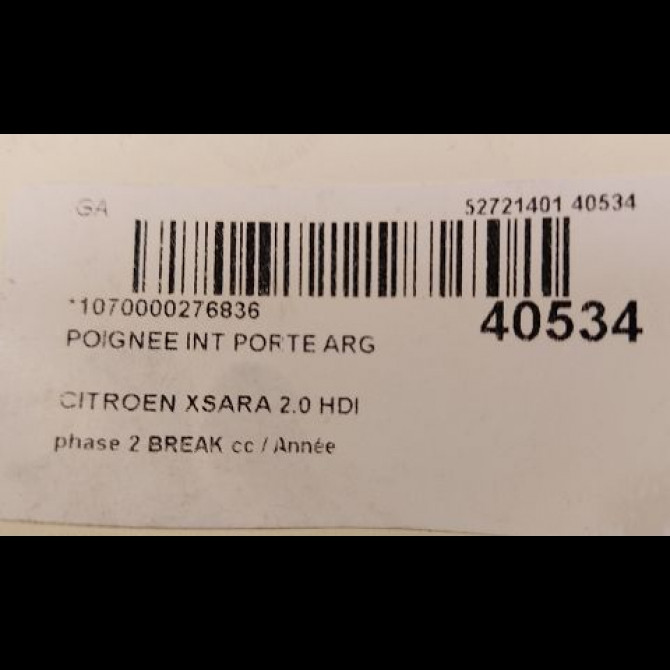 GA
52721401 40534
*1070000276836
40534
POIGNEE INT PORTE ARG
CITROEN XSARA 2.0 HDI
phase 2 BREAK cc / Année